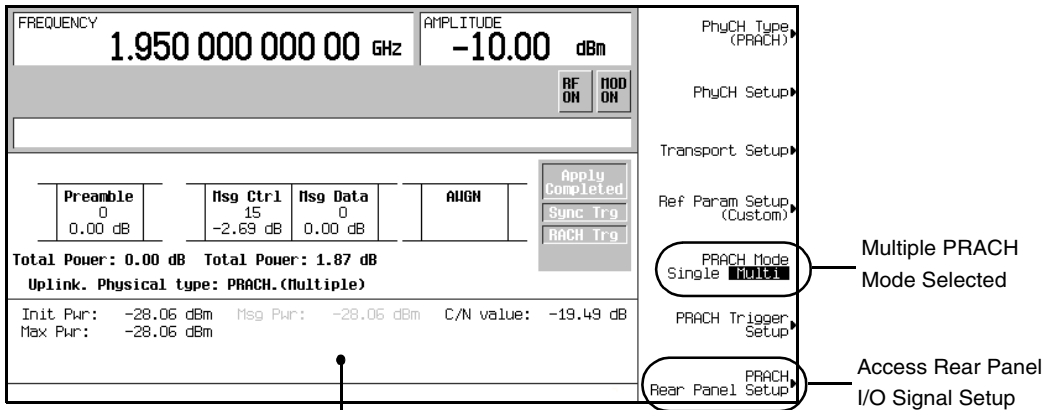 FREQUENCY
1.950 000 000 00 GHz
AMPLITUDE
-10.00 dBm
RF ON
MOD ON
Preamble
0
0.00 dB
Msg Ctrl
15
-2.69 dB
Msg Data
0
0.00 dB
AWGN
Apply Completed
Sync Trg
RACH Trg
Total Power: 0.00 dB Total Power: 1.87 dB
Uplink. Physical type: PRACH.(Multiple)
Init Pwr: -28.06 dBm Msg Pwr: -28.06 dBm C/N value: -19.49 dB
Max Pwr: -28.06 dBm
PhyCH Type
(PRACH)
PhyCH Setup
Transport Setup
Ref Param Setup
(Custom)
PRACH Mode
Single Multi
PRACH Trigger
Setup
PRACH
Rear Panel Setup
Multiple PRACH
Mode Selected
Access Rear Panel
I/O Signal Setup